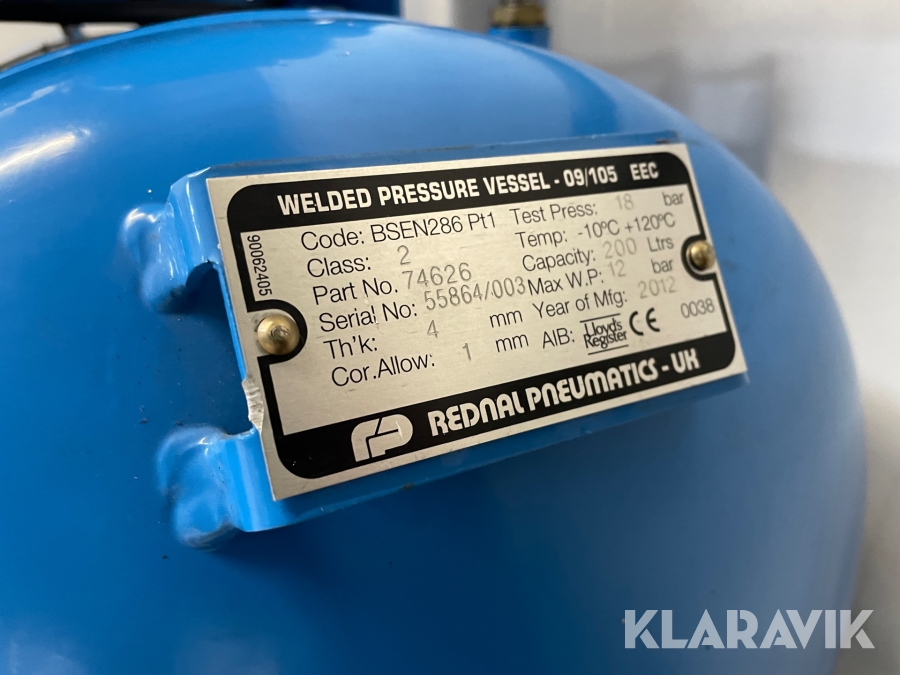 WELDED PRESSURE VESSEL - 09/105 EEC
Code: BSEN286 Pt1 Test Press: 18 bar
Class: 2 Temp: -10ºC +120ºC
Part No. 74626 Capacity: 200 Ltrs
Serial No: 55864/003 Max W.P: 12 bar
Th'k: 4 mm Year of Mfg: 2012
Cor.Allow: 1 mm AIB: Lloyd's Register CE 0038
REDNAL PNEUMATICS - UK
90062405
KLARAVIK